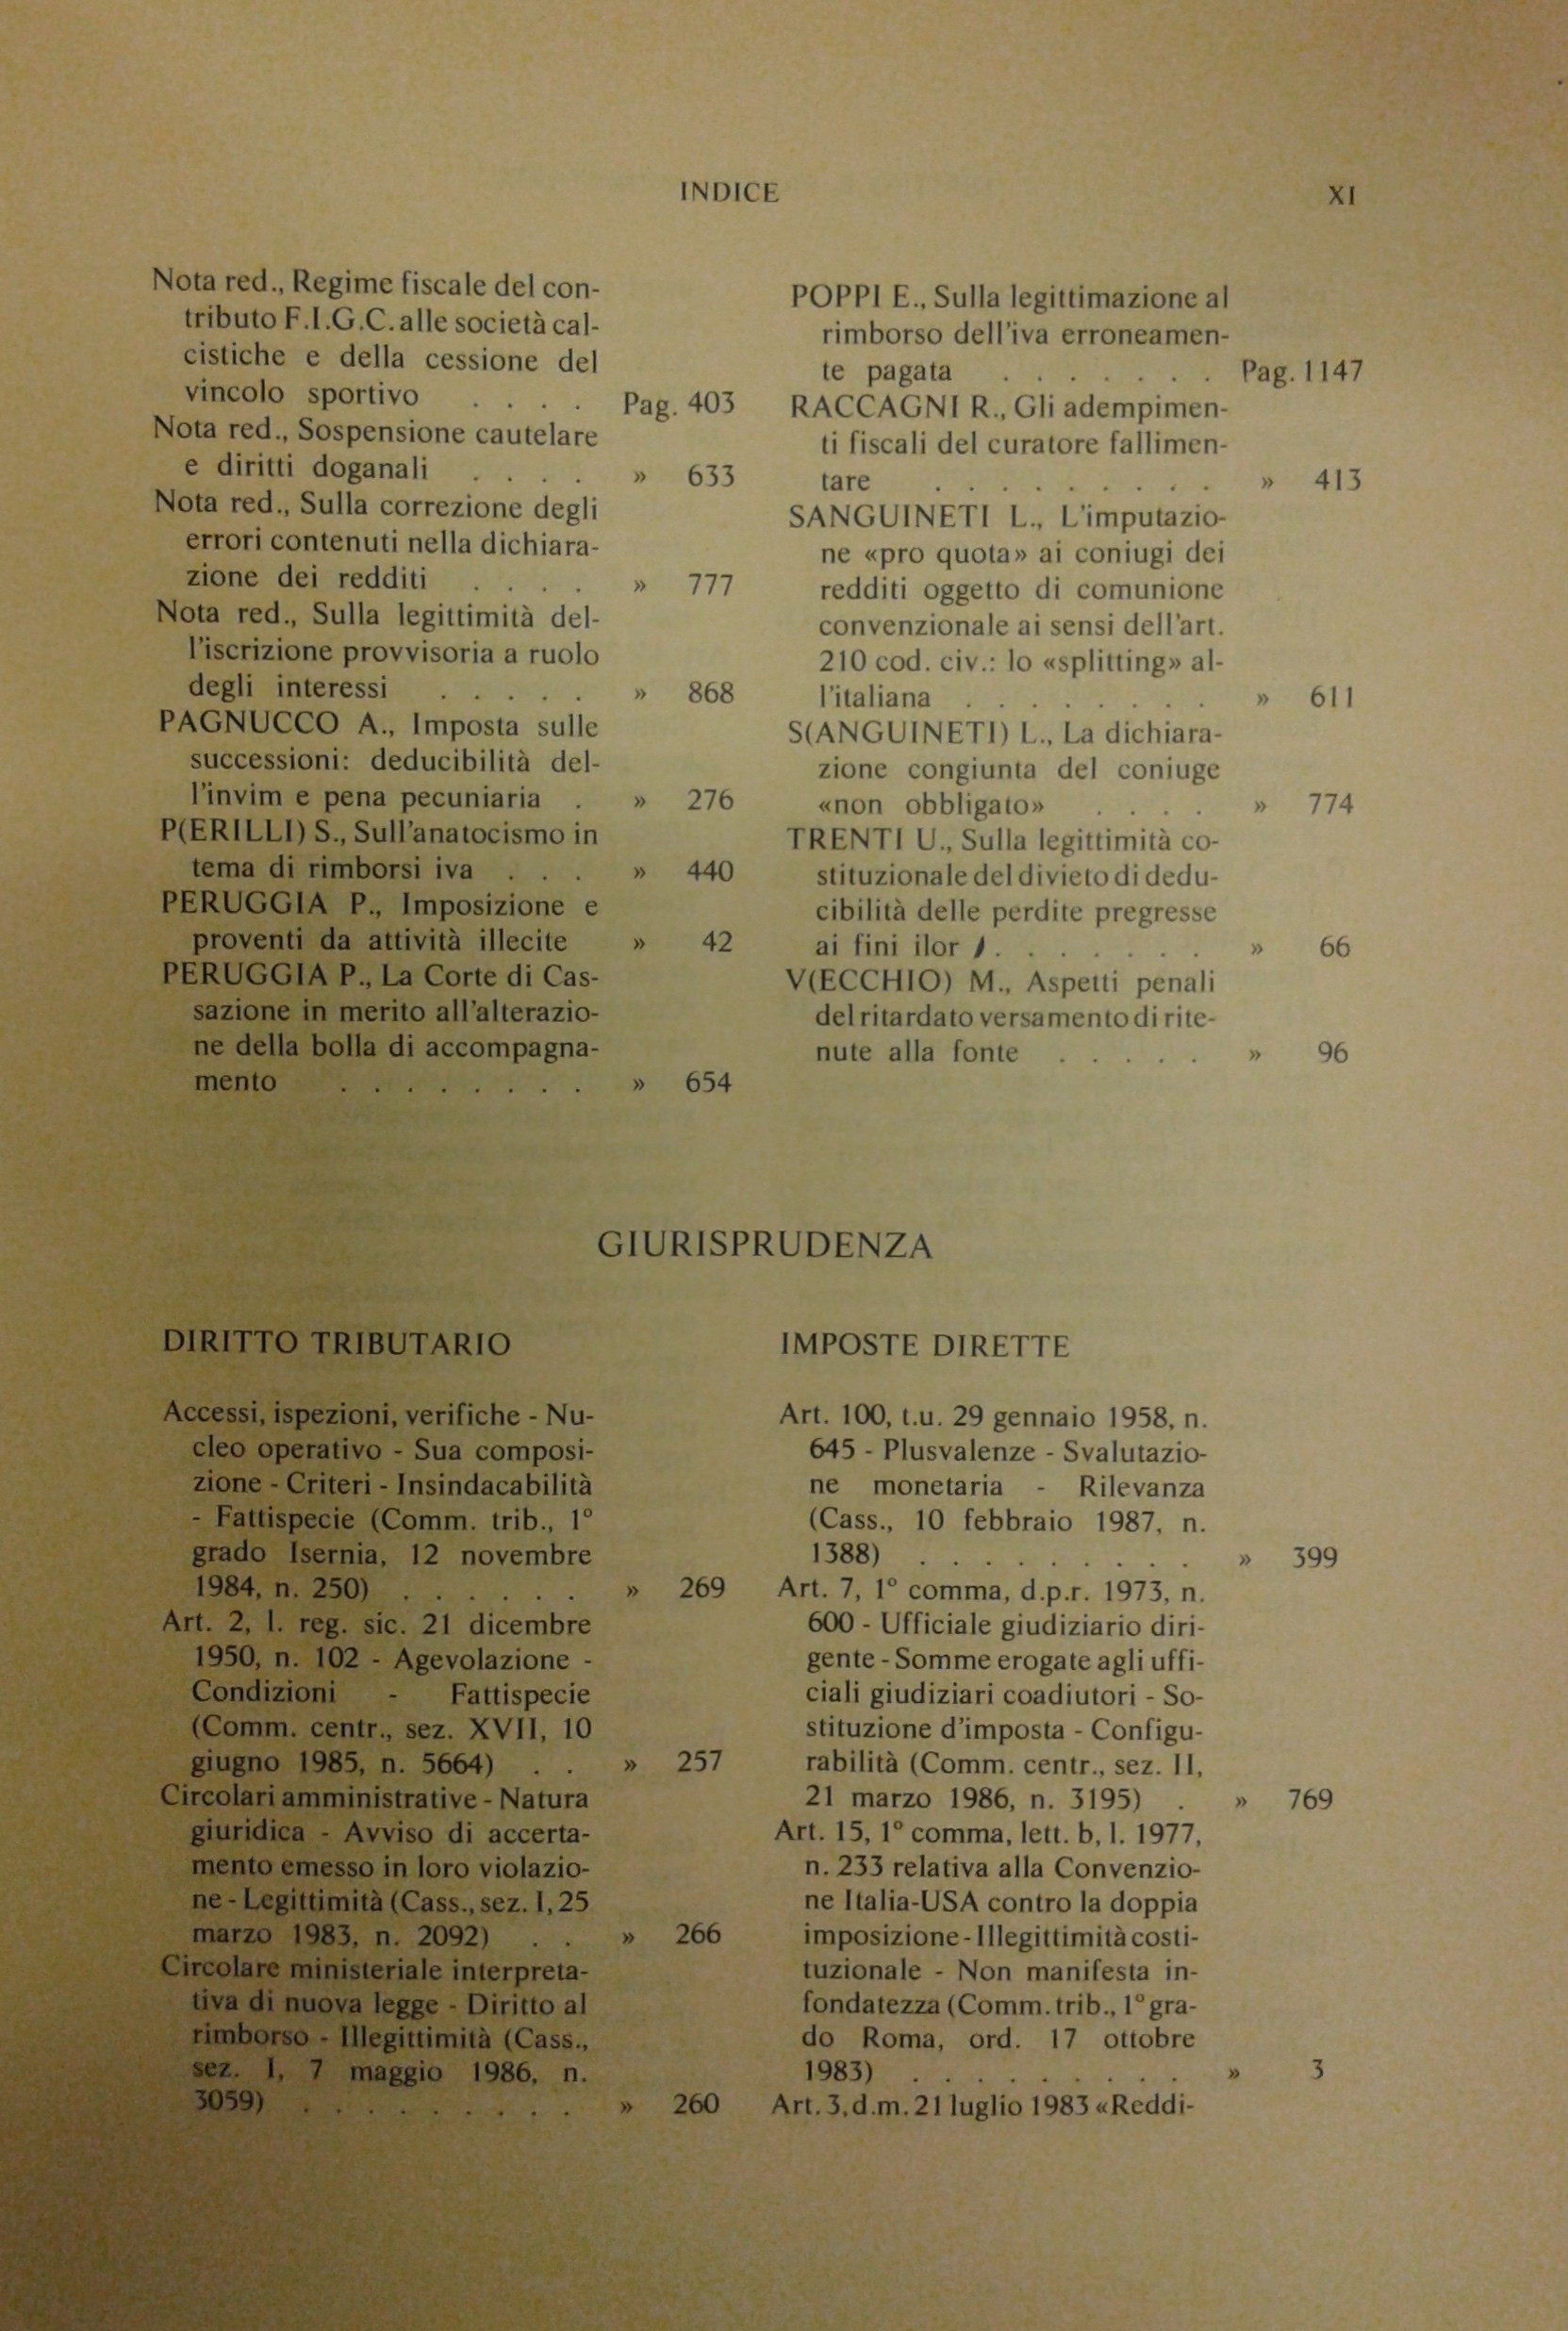 INDICE XI
Nota red., Regime fiscale del con-
tributo F.I.G.C. alle società cal-
cistiche e della cessione del
vincolo sportivo . . . . Pag. 403
Nota red., Sospensione cautelare
e diritti doganali . . . . » 633
Nota red., Sulla correzione degli
errori contenuti nella dichiara-
zione dei redditi . . . . » 777
Nota red., Sulla legittimità del-
l'iscrizione provvisoria a ruolo
degli interessi . . . . . » 868
PAGNUCCO A., Imposta sulle
successioni: deducibilità del-
l'invim e pena pecuniaria . » 276
P(ERILLI) S., Sull'anatocismo in
tema di rimborsi iva . . . » 440
PERUGGIA P., Imposizione e
proventi da attività illecite » 42
PERUGGIA P., La Corte di Cas-
sazione in merito all'alterazio-
ne della bolla di accompagna-
mento . . . . . . . . » 654
POPPI E., Sulla legittimazione al
rimborso dell'iva erroneamen-
te pagata . . . . . . . Pag. 1147
RACCAGNI R., Gli adempimen-
ti fiscali del curatore fallimen-
tare . . . . . . . . . » 413
SANGUINETI L., L'imputazio-
ne «pro quota» ai coniugi dei
redditi oggetto di comunione
convenzionale ai sensi dell'art.
210 cod. civ.: lo «splitting» al-
l'italiana . . . . . . . . » 611
S(ANGUINETI) L., La dichiara-
zione congiunta del coniuge
«non obbligato» . . . . » 774
TRENTI U., Sulla legittimità co-
stituzionale del divieto di dedu-
cibilità delle perdite pregresse
ai fini ilor . . . . . . . » 66
V(ECCHIO) M., Aspetti penali
del ritardato versamento di rite-
nute alla fonte . . . . . » 96
GIURISPRUDENZA
DIRITTO TRIBUTARIO
Accessi, ispezioni, verifiche - Nu-
cleo operativo - Sua composi-
zione - Criteri - Insindacabilità
- Fattispecie (Comm. trib., 1°
grado Isernia, 12 novembre
1984, n. 250) . . . . . . » 269
Art. 2, l. reg. sic. 21 dicembre
1950, n. 102 - Agevolazione -
Condizioni - Fattispecie
(Comm. centr., sez. XVII, 10
giugno 1985, n. 5664) . . » 257
Circolari amministrative - Natura
giuridica - Avviso di accerta-
mento emesso in loro violazio-
ne - Legittimità (Cass., sez. I, 25
marzo 1983, n. 2092) . . » 266
Circolare ministeriale interpreta-
tiva di nuova legge - Diritto al
rimborso - Illegittimità (Cass.,
sez. I, 7 maggio 1986, n.
3059) . . . . . . . . . » 260
IMPOSTE DIRETTE
Art. 100, t.u. 29 gennaio 1958, n.
645 - Plusvalenze - Svalutazio-
ne monetaria - Rilevanza
(Cass., 10 febbraio 1987, n.
1388) . . . . . . . . . » 399
Art. 7, 1° comma, d.p.r. 1973, n.
600 - Ufficiale giudiziario diri-
gente - Somme erogate agli uffi-
ciali giudiziari coadiutori - So-
stituzione d'imposta - Configu-
rabilità (Comm. centr., sez. II,
21 marzo 1986, n. 3195) . » 769
Art. 15, 1° comma, lett. b, l. 1977,
n. 233 relativa alla Convenzio-
ne Italia-USA contro la doppia
imposizione - Illegittimità costi-
tuzionale - Non manifesta in-
fondatezza (Comm. trib., 1° gra-
do Roma, ord. 17 ottobre
1983) . . . . . . . . . » 3
Art. 3, d.m. 21 luglio 1983 «Reddi-